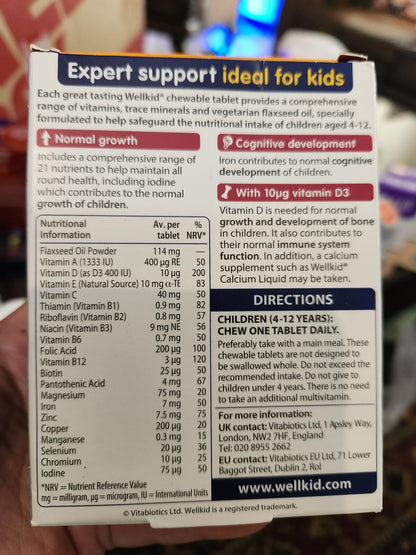 Expert support ideal for kids
Each great tasting Wellkid® chewable tablet provides a comprehensive
range of vitamins, trace minerals and vegetarian flaxseed oil, specially
formulated to help safeguard the nutritional intake of children aged 4-12.
Normal growth
Includes a comprehensive range of
21 nutrients to help maintain all
round health, including iodine
which contributes to the normal
growth of children.
Cognitive development
Iron contributes to normal cognitive
development of children.
With 10µg vitamin D3
Vitamin D is needed for normal
growth and development of bone
in children. It also contributes to
their normal immune system
function. In addition, a calcium
supplement such as Wellkid®
Calcium Liquid may be taken.
Nutritional Av. per %
Information tablet NRV*
Flaxseed Oil Powder 114 mg —
Vitamin A (1333 IU) 400 µg RE 50
Vitamin D (as D3 400 IU) 10 µg 200
Vitamin E (Natural Source) 10 mg α-TE 83
Vitamin C 40 mg 50
Thiamin (Vitamin B1) 0.9 mg 82
Riboflavin (Vitamin B2) 0.8 mg 57
Niacin (Vitamin B3) 9 mg NE 56
Vitamin B6 0.7 mg 50
Folic Acid 200 µg 100
Vitamin B12 3 µg 120
Biotin 25 µg 50
Pantothenic Acid 4 mg 67
Magnesium 75 mg 20
Iron 7 mg 50
Zinc 7.5 mg 75
Copper 200 µg 20
Manganese 0.3 mg 15
Selenium 20 µg 36
Chromium 10 µg 25
Iodine 75 µg 50
*NRV = Nutrient Reference Value
mg = milligram, µg = microgram, IU = International Units
DIRECTIONS
CHILDREN (4-12 YEARS):
CHEW ONE TABLET DAILY.
Preferably take with a main meal. These
chewable tablets are not designed to
be swallowed whole. Do not exceed the
recommended intake. Do not give to
children under 4 years. There is no need
to take an additional multivitamin.
For more information:
UK contact: Vitabiotics Ltd, 1 Apsley Way,
London, NW2 7HF, England
Tel: 020 8955 2662
EU contact: Vitabiotics EU Ltd, 71 Lower
Baggot Street, Dublin 2, RoI
www.wellkid.com
© Vitabiotics Ltd. Wellkid is a registered trademark.